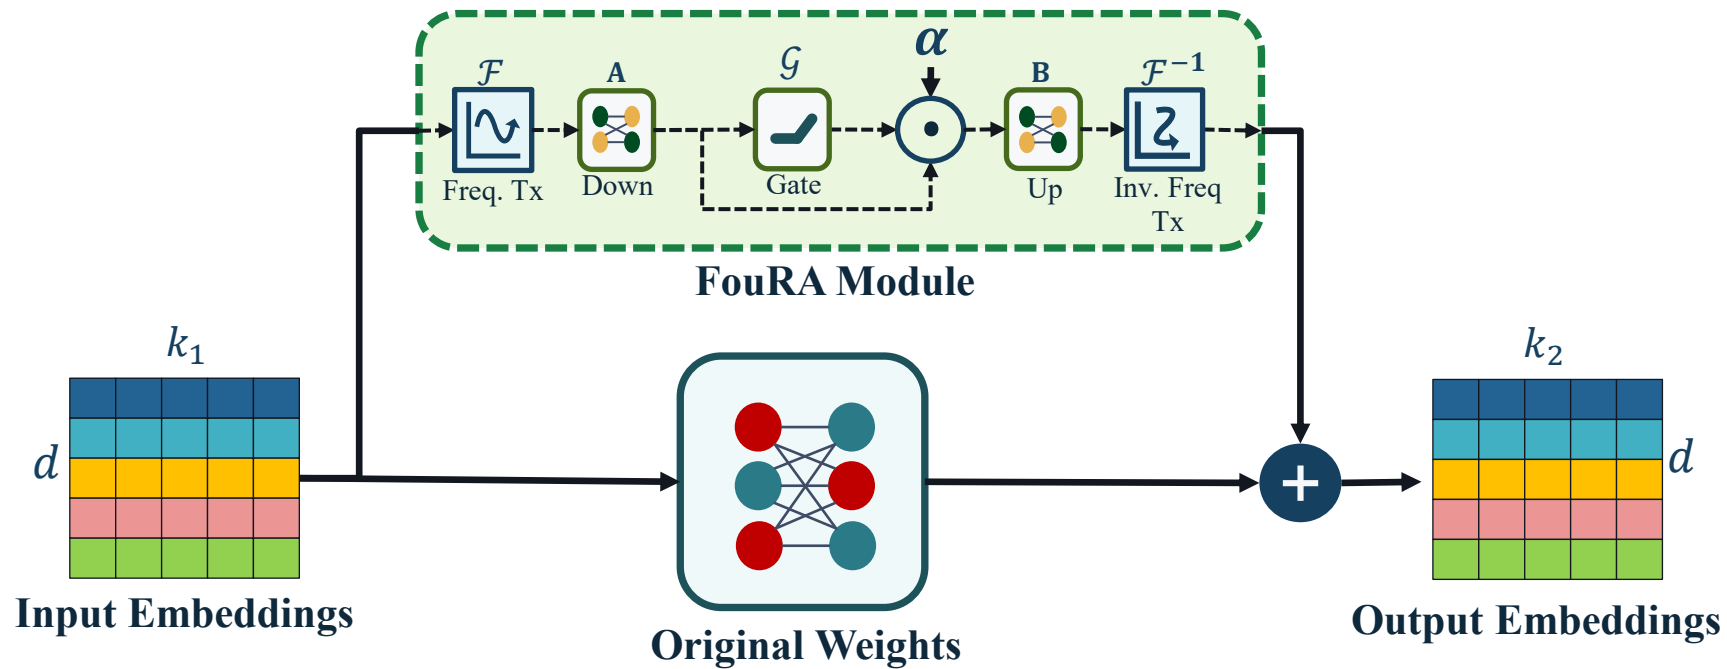 α
ℱ
A
𝒢
B
ℱ⁻¹
Freq. Tx
Down
Gate
Up
Inv. Freq
Tx
FouRA Module
k₁
d
Input Embeddings
Original Weights
+
k₂
d
Output Embeddings